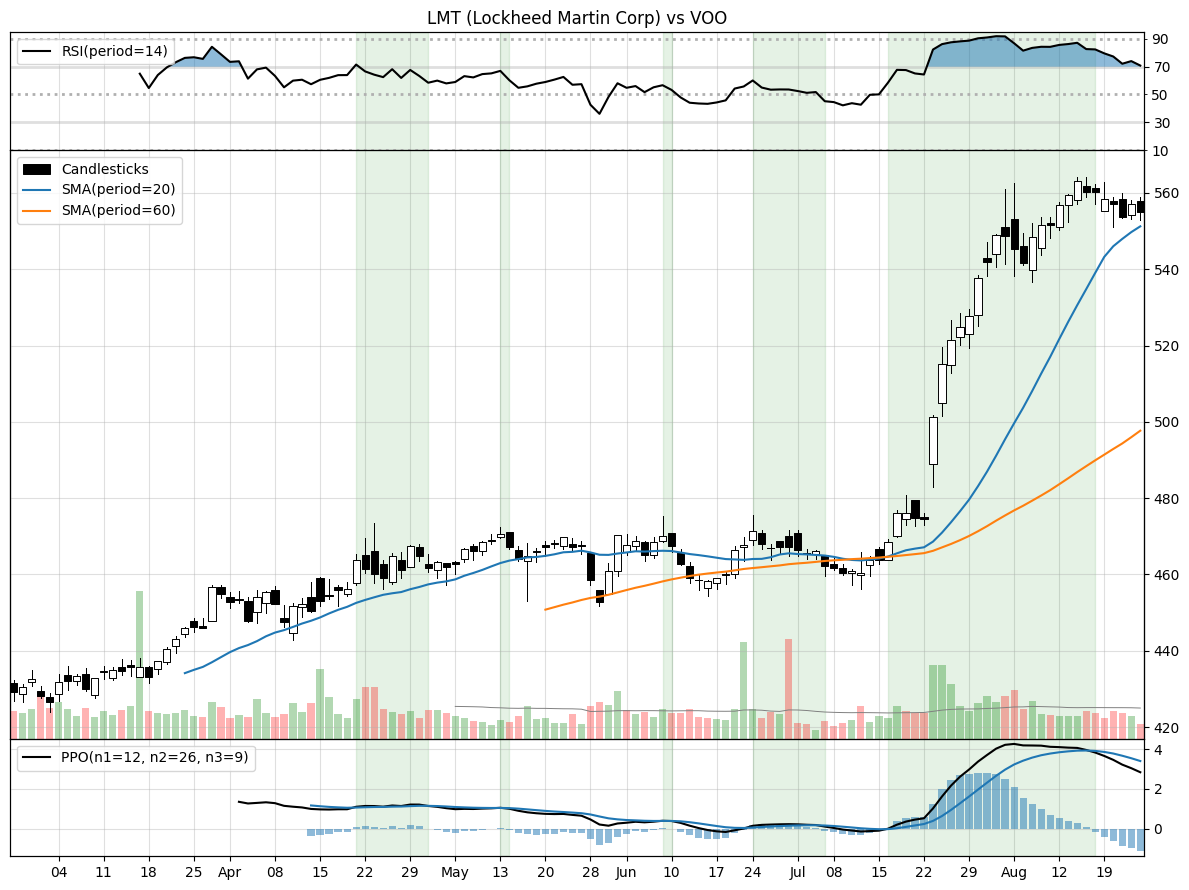 LMT (Lockheed Martin Corp) vs VOO
RSI(period=14)
90
70
50
30
10
Candlesticks
SMA(period=20)
SMA(period=60)
560
540
520
500
480
460
440
420
PPO(n1=12, n2=26, n3=9)
4
2
0
04 11 18 25 Apr 08 15 22 29 May 13 20 28 Jun 10 17 24 Jul 08 15 22 29 Aug 12 19